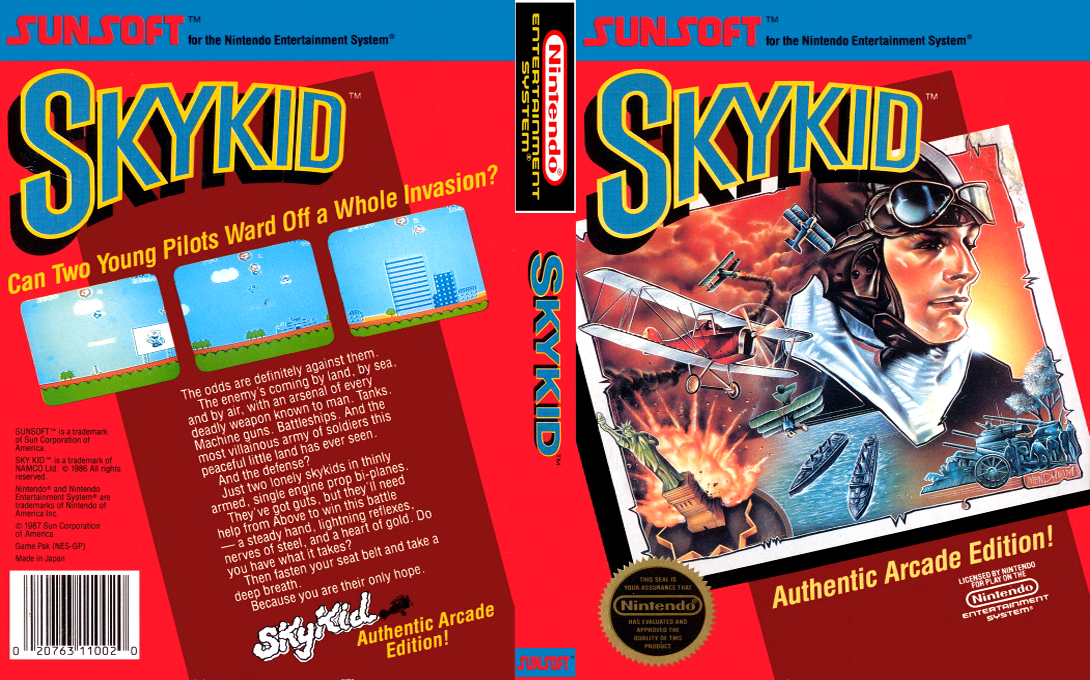 SUNSOFT™ for the Nintendo Entertainment System®
SKYKID™
Can Two Young Pilots Ward Off a Whole Invasion?
The odds are definitely against them.
The enemy's coming by land, by sea,
and by air, with an arsenal of every
deadly weapon known to man. Tanks.
Machine guns. Battleships. And the
most villainous army of soldiers this
peaceful little land has ever seen.
And the defense?
Just two lonely skykids in thinly
armed, single engine prop bi-planes.
They've got guts, but they'll need
help from Above to win this battle
— a steady hand, lightning reflexes,
nerves of steel, and a heart of gold. Do
you have what it takes?
Then fasten your seat belt and take a
deep breath.
Because you are their only hope.
SUNSOFT™ is a trademark
of Sun Corporation of
America.
SKY KID™ is a trademark of
NAMCO Ltd. © 1986 All rights
reserved.
Nintendo® and Nintendo
Entertainment System® are
trademarks of Nintendo of
America Inc.
© 1987 Sun Corporation
of America
Game Pak (NES-GP)
Made in Japan
0 20763 11002 0
SkyKid
Authentic Arcade
Edition!
Nintendo®
ENTERTAINMENT
SYSTEM®
SKYKID™
SUNSOFT™
SUNSOFT™ for the Nintendo Entertainment System®
SKYKID™
MENDHEIM
Authentic Arcade Edition!
THIS SEAL IS
YOUR ASSURANCE THAT
Nintendo®
HAS EVALUATED AND
APPROVED THE
QUALITY OF THIS
PRODUCT.
LICENSED BY NINTENDO
FOR PLAY ON THE
Nintendo®
ENTERTAINMENT
SYSTEM®